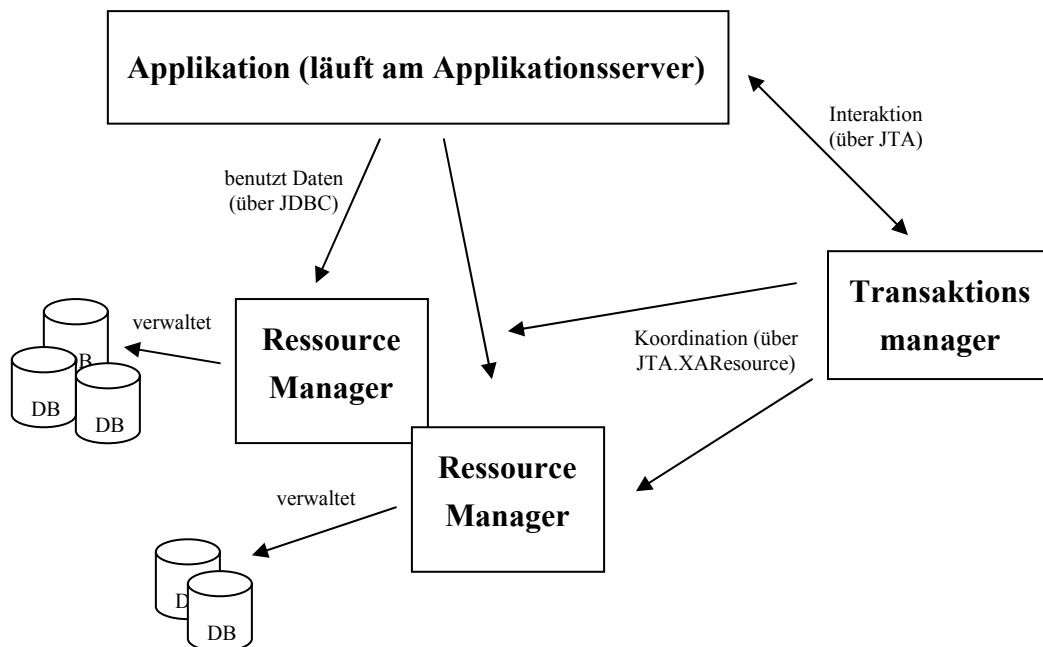 Applikation (läuft am Applikationsserver)
Interaktion
(über JTA)
benutzt Daten
(über JDBC)
Transaktions
manager
verwaltet
Ressource
Manager
Koordination (über
JTA.XAResource)
DB
DB
Ressource
Manager
verwaltet
DB